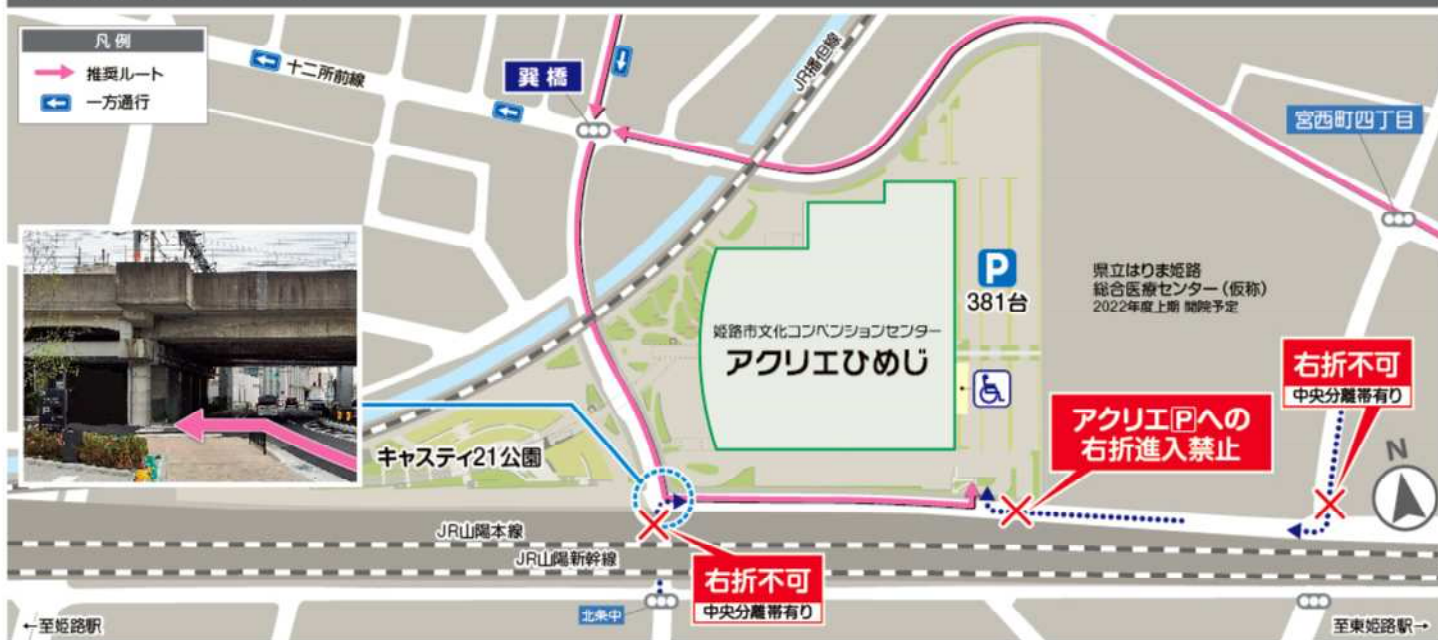 凡例
推奨ルート
一方通行
十二所前線
巽橋
JR播但線
宮西町四丁目
P
381台
県立はりま姫路
総合医療センター(仮称)
2022年度上期 開院予定
姫路市文化コンベンションセンター
アクリエひめじ
右折不可
中央分離帯有り
アクリエPへの
右折進入禁止
N
キャスティ21公園
JR山陽本線
JR山陽新幹線
右折不可
中央分離帯有り
北条中
←至姫路駅
至東姫路駅→